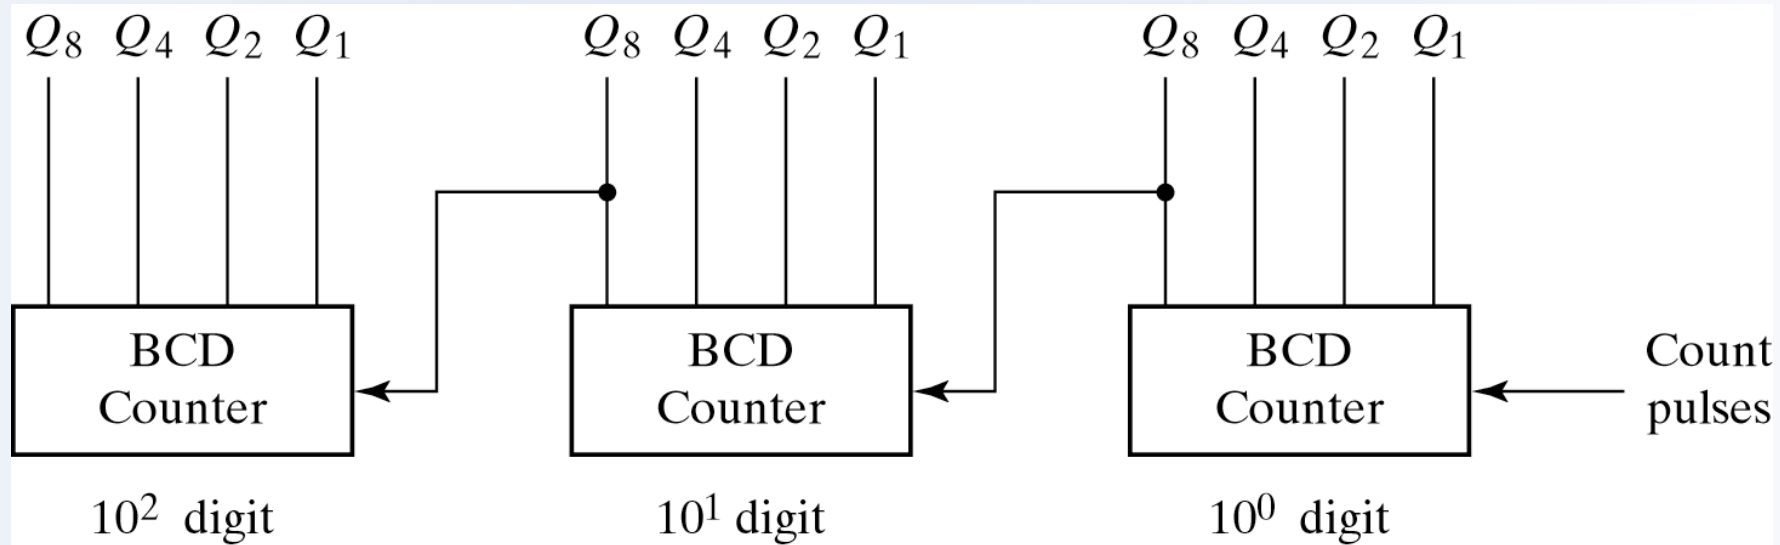 Q8 Q4 Q2 Q1 Q8 Q4 Q2 Q1 Q8 Q4 Q2 Q1
BCD
Counter
BCD
Counter
BCD
Counter
Count
pulses
10² digit
10¹ digit
10⁰ digit